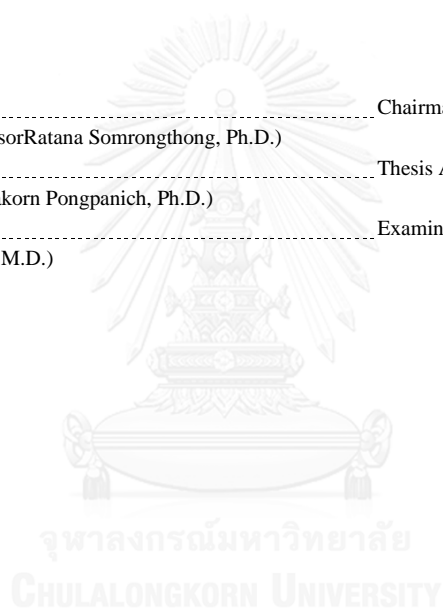 Chairma
sorRatana Somrongthong, Ph.D.)
Thesis A
akorn Pongpanich, Ph.D.)
Examin
M.D.)
จุฬาลงกรณ์มหาวิทยาลัย
CHULALONGKORN UNIVERSITY